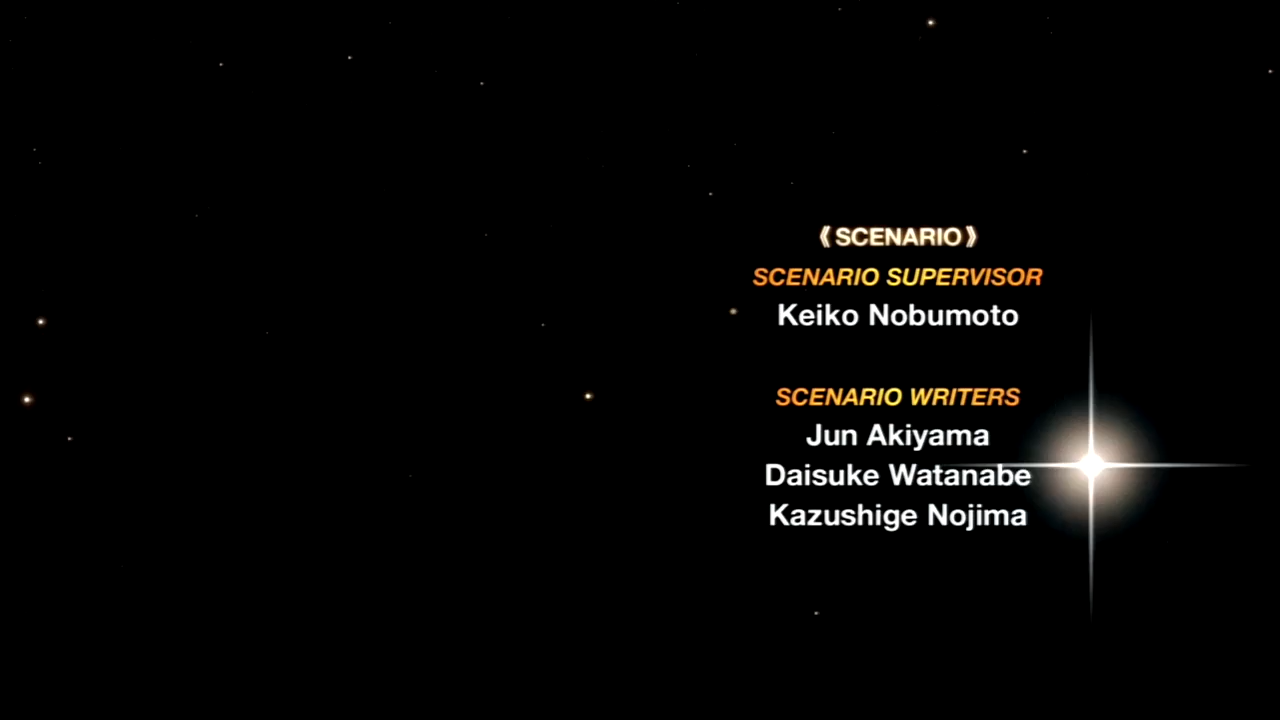 《SCENARIO》
SCENARIO SUPERVISOR
Keiko Nobumoto
SCENARIO WRITERS
Jun Akiyama
Daisuke Watanabe
Kazushige Nojima